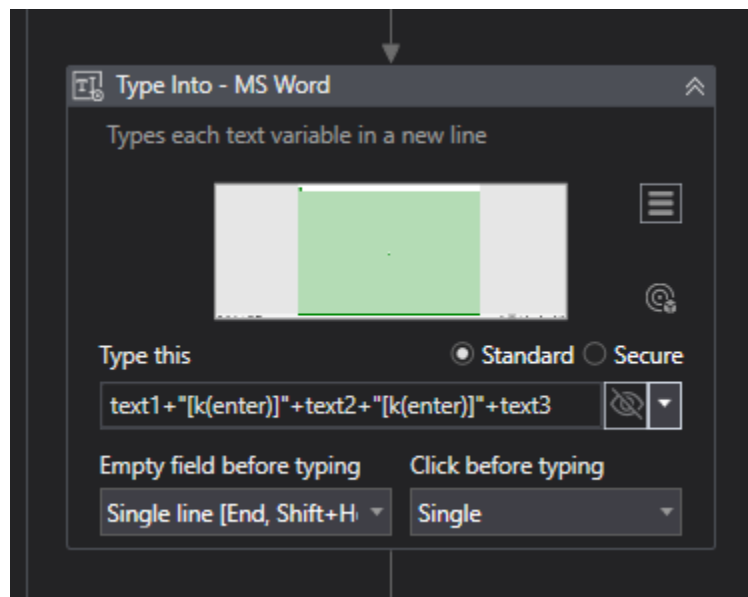 Type Into - MS Word
Types each text variable in a new line
Type this
Standard
Secure
text1+"[k(enter)]"+text2+"[k(enter)]"+text3
Empty field before typing
Click before typing
Single line [End, Shift+H
Single